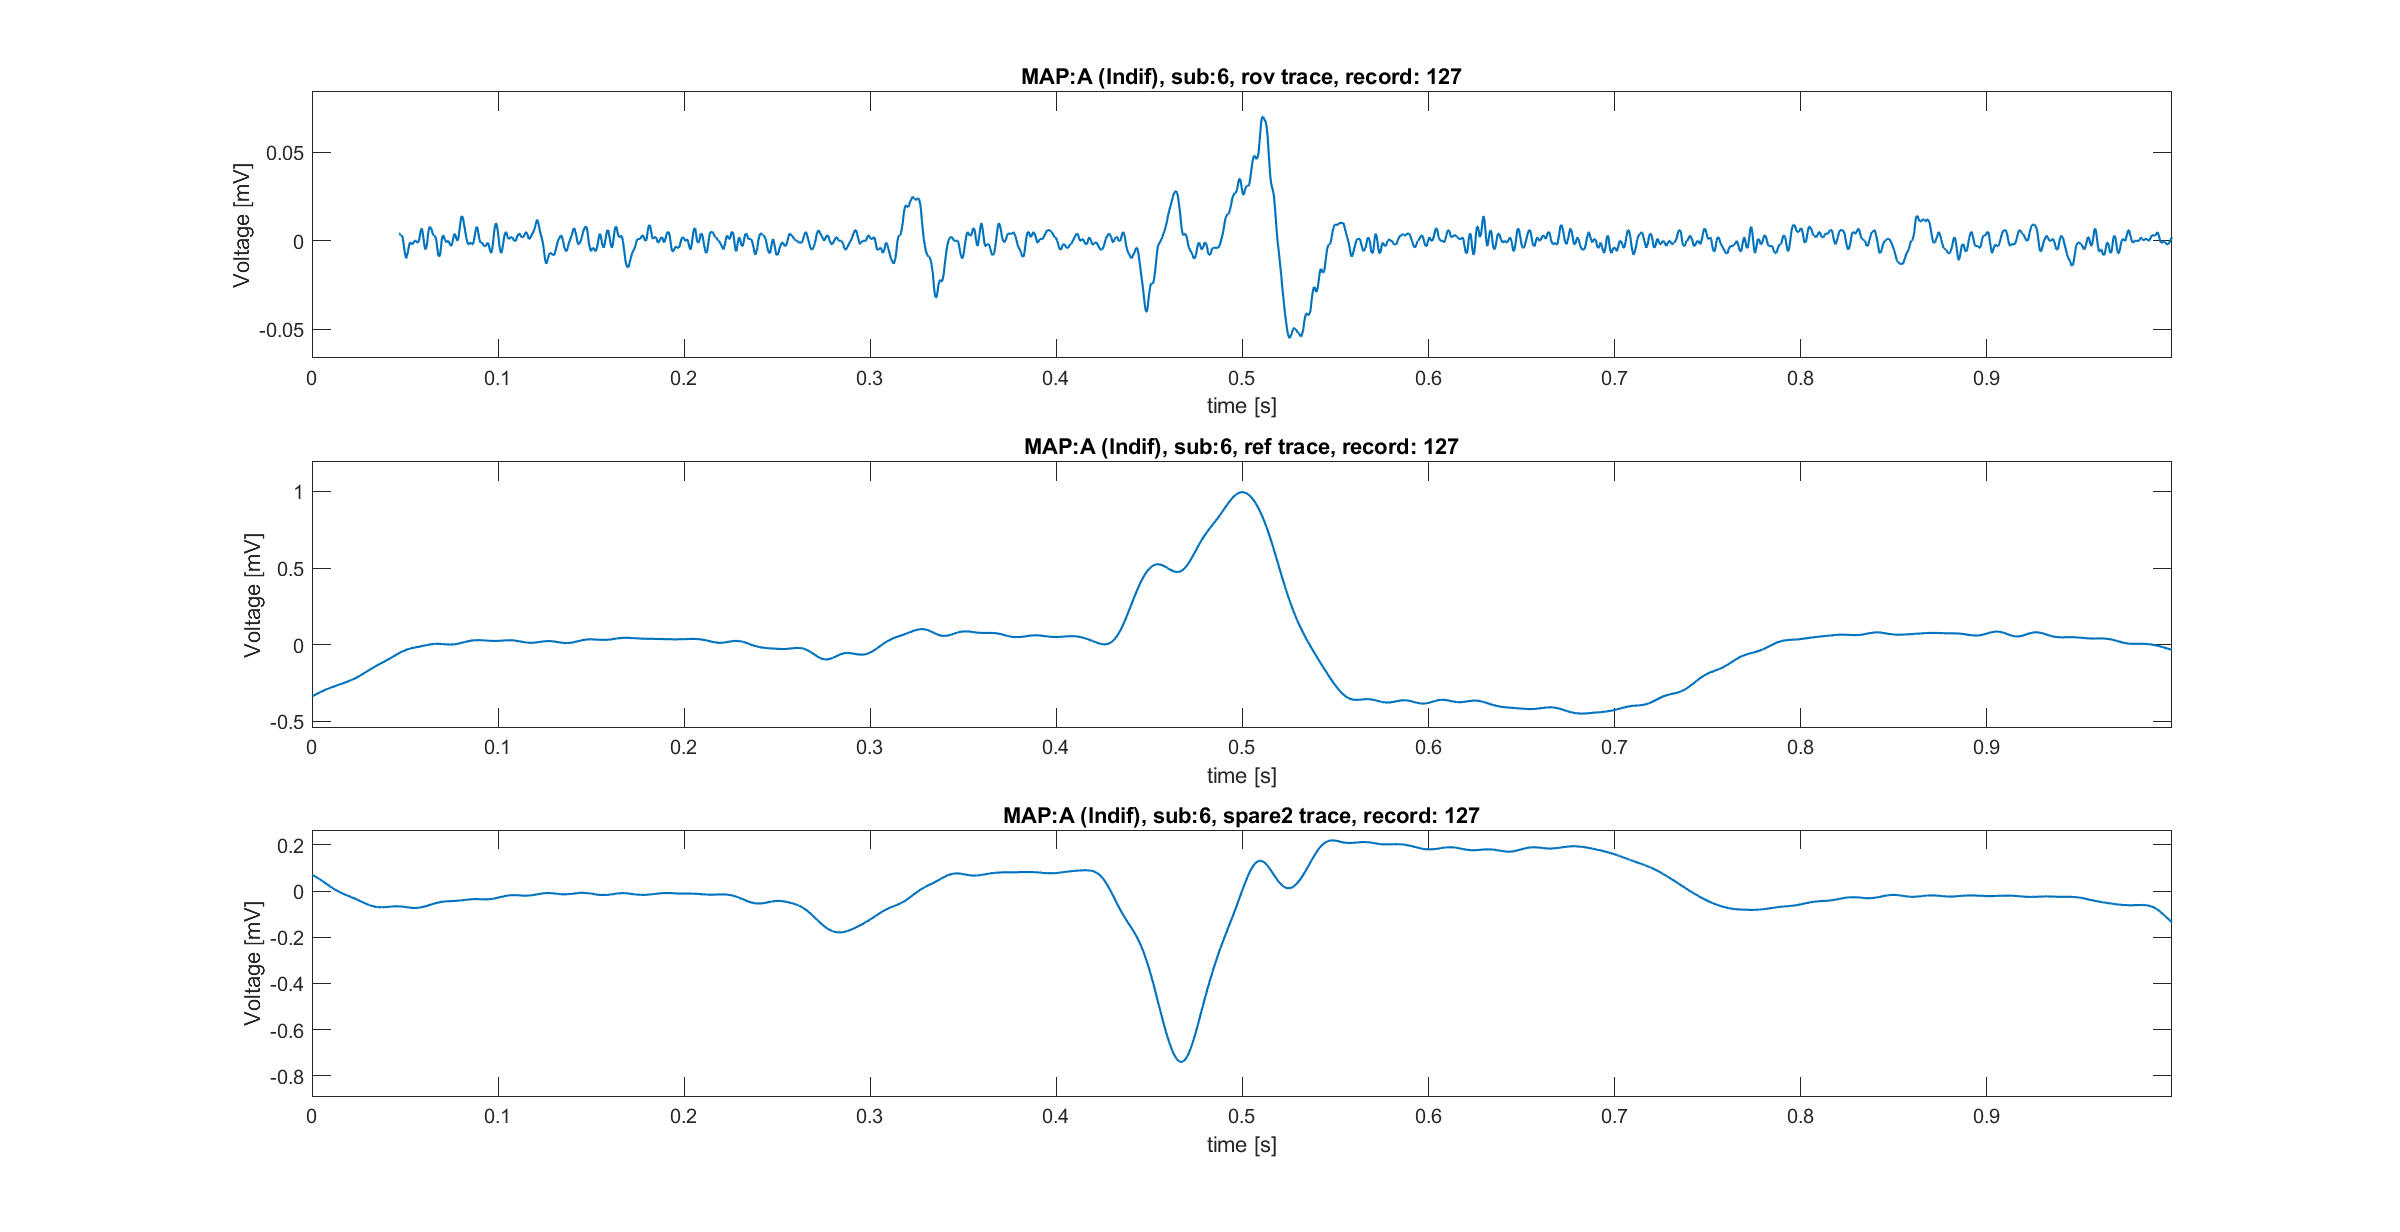 MAP:A (Indif), sub:6, rov trace, record: 127
Voltage [mV]
0.05
0
-0.05
0 0.1 0.2 0.3 0.4 0.5 0.6 0.7 0.8 0.9
time [s]
MAP:A (Indif), sub:6, ref trace, record: 127
Voltage [mV]
1
0.5
0
-0.5
0 0.1 0.2 0.3 0.4 0.5 0.6 0.7 0.8 0.9
time [s]
MAP:A (Indif), sub:6, spare2 trace, record: 127
Voltage [mV]
0.2
0
-0.2
-0.4
-0.6
-0.8
0 0.1 0.2 0.3 0.4 0.5 0.6 0.7 0.8 0.9
time [s]